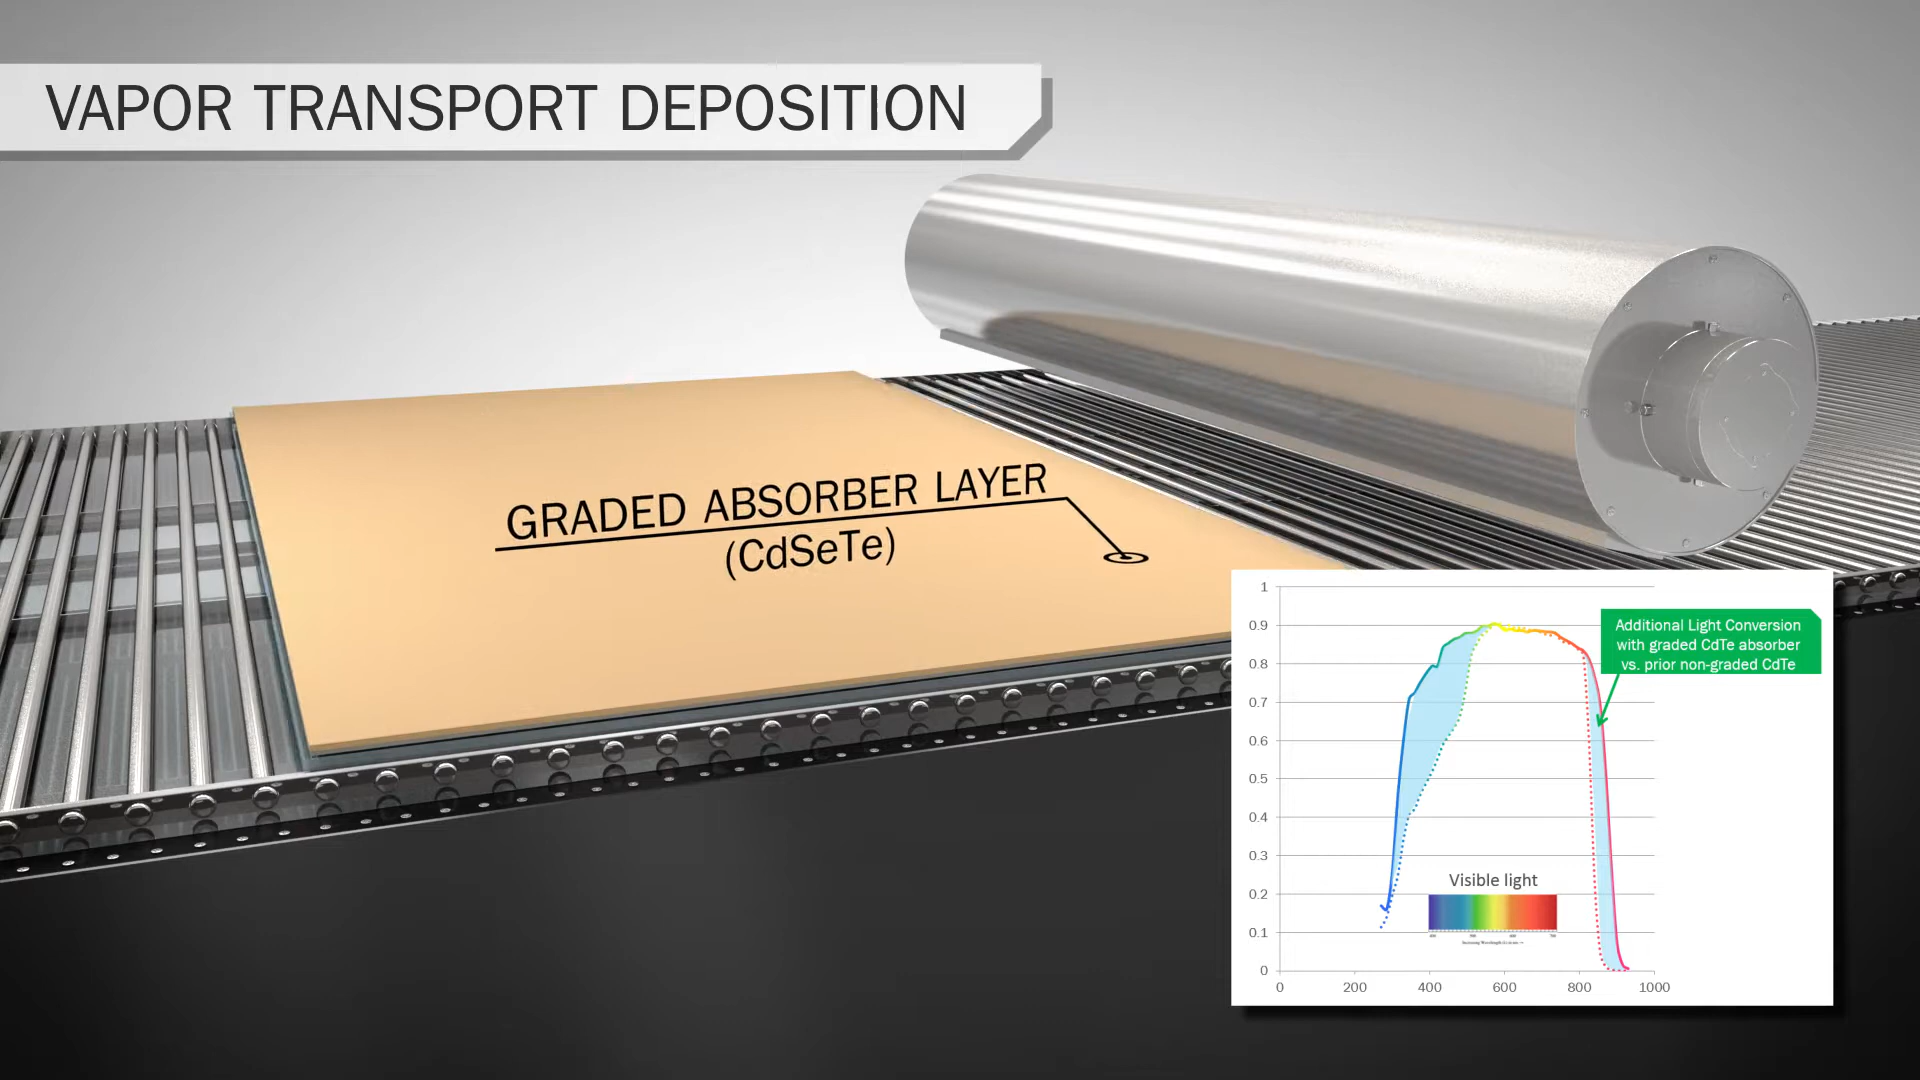 VAPOR TRANSPORT DEPOSITION
GRADED ABSORBER LAYER
(CdSeTe)
1
0.9
0.8
0.7
0.6
0.5
0.4
0.3
0.2
0.1
0
0 200 400 600 800 1000
Additional Light Conversion
with graded CdTe absorber
vs. prior non-graded CdTe
Visible light